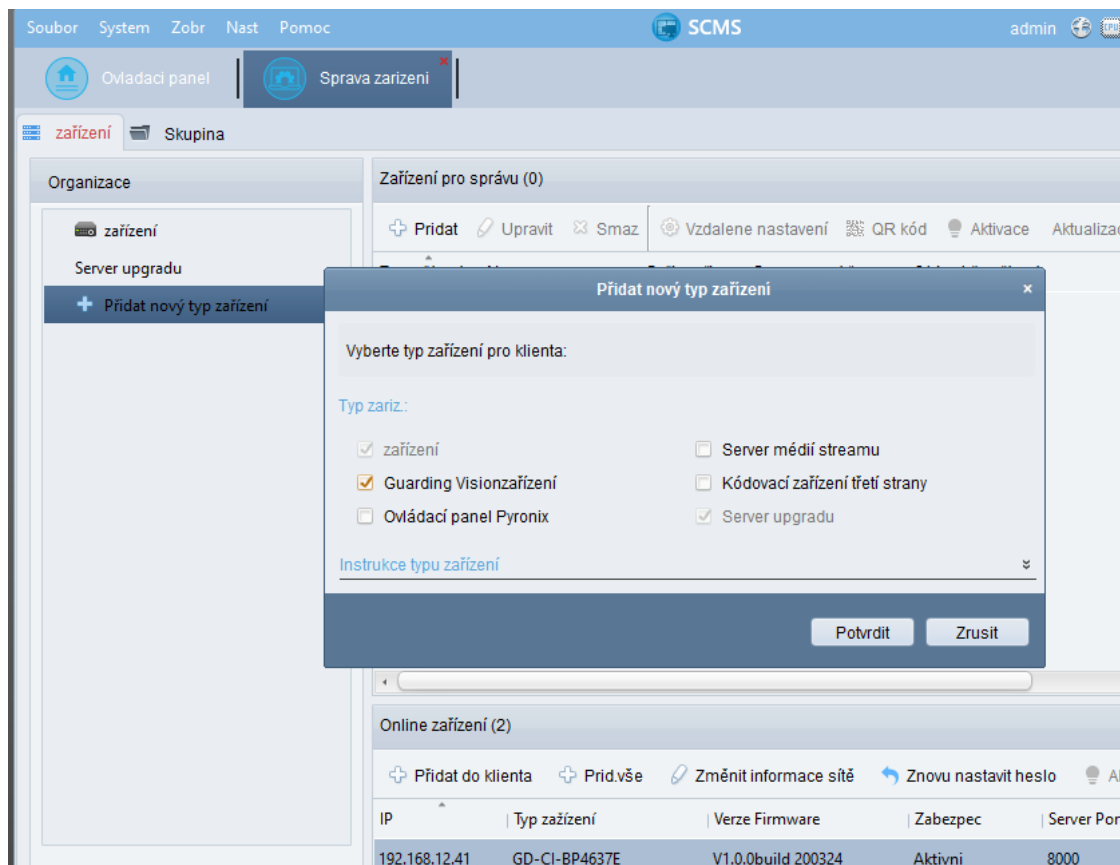 Soubor System Zobr Nast Pomoc SCMS admin
Ovladaci panel Sprava zarizeni
zařízení Skupina
Organizace
Zařízení pro správu (0)
zařízení
Pridat Upravit Smaz Vzdalene nastavení QR kód Aktivace Aktualizac
Server upgradu
Přidat nový typ zařízení
Přidat nový typ zařízení
Vyberte typ zařízení pro klienta:
Typ zariz.:
zařízení Server médií streamu
Guarding Visionzařízení Kódovací zařízení třetí strany
Ovládací panel Pyronix Server upgradu
Instrukce typu zařízení
Potvrdit Zrusit
Online zařízení (2)
Přidat do klienta Prid.vše Změnit informace sítě Znovu nastavit heslo
IP Typ zažízení Verze Firmware Zabezpec Server Por
192.168.12.41 GD-CI-BP4637E V1.0.0build 200324 Aktivni 8000